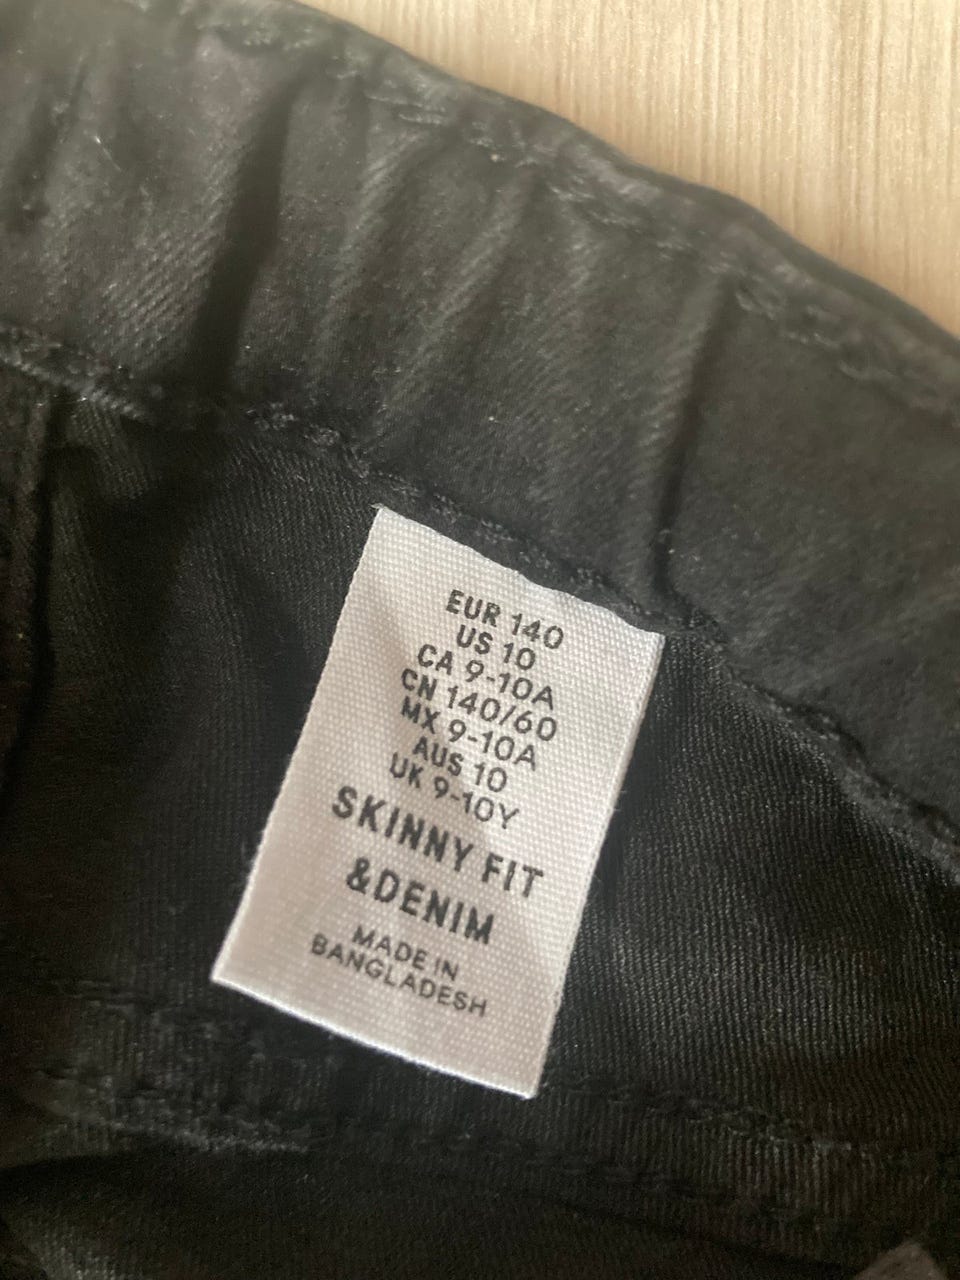 EUR 140
US 10
CA 9-10A
CN 140/60
MX 9-10A
AUS 10
UK 9-10Y
SKINNY FIT
&DENIM
MADE IN
BANGLADESH